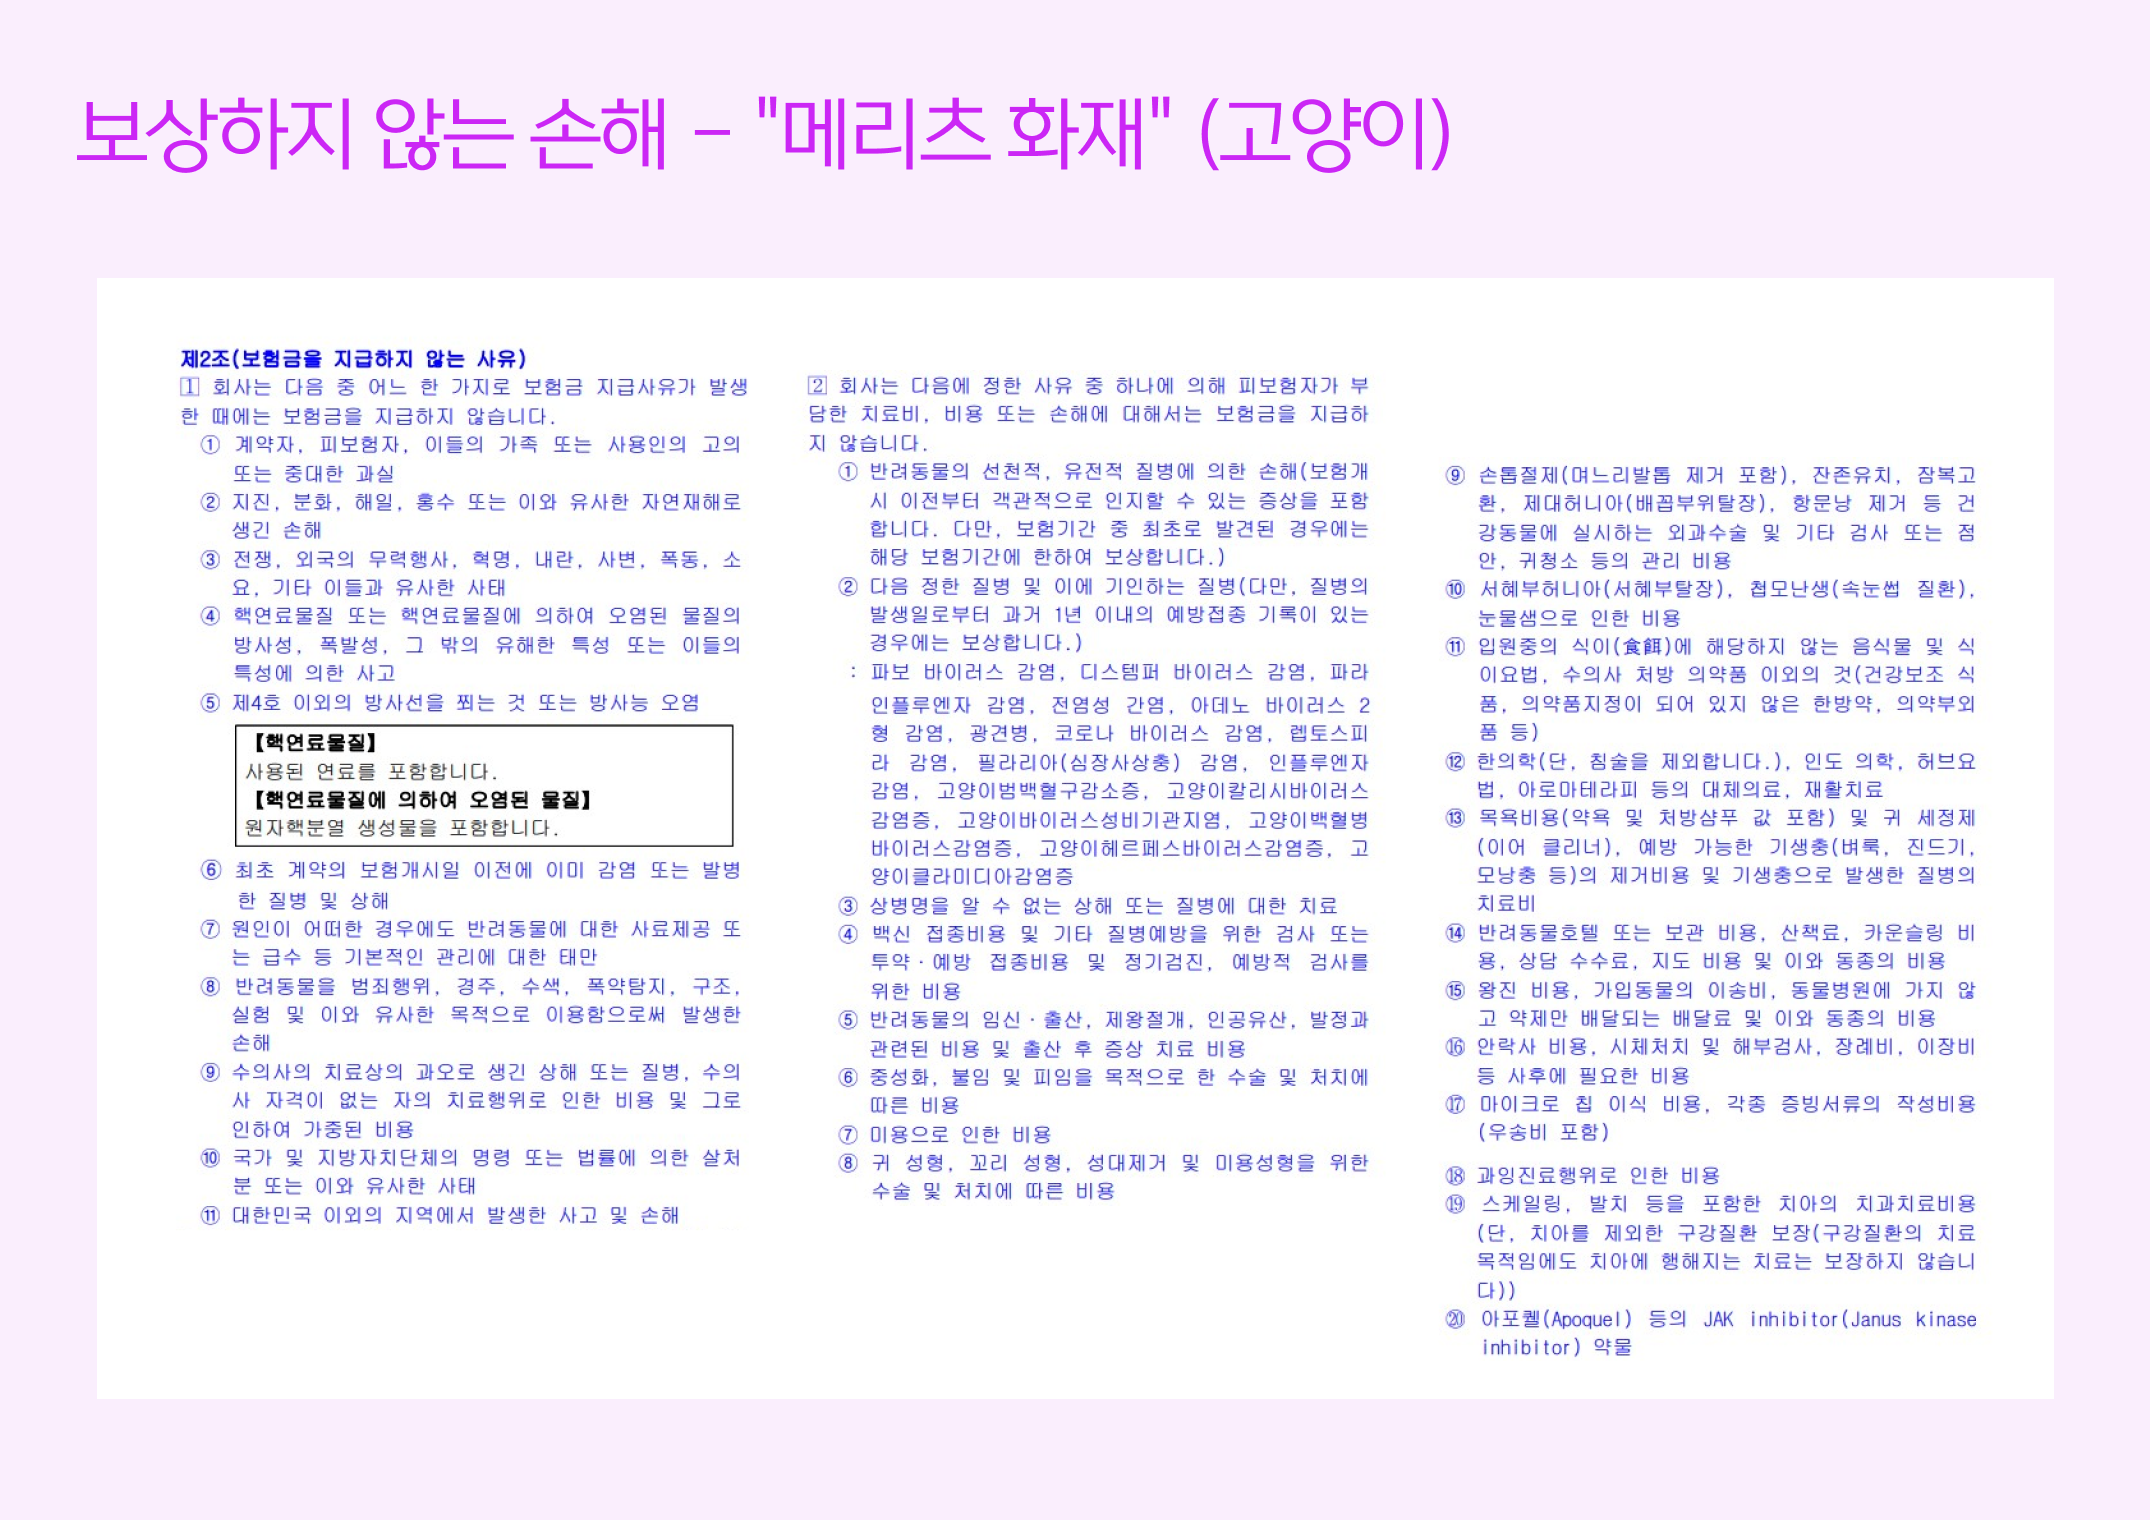 보상하지 않는 손해 - "메리츠 화재" (고양이)
제2조(보험금을 지급하지 않는 사유)
1 회사는 다음 중 어느 한 가지로 보험금 지급사유가 발생
한 때에는 보험금을 지급하지 않습니다.
① 계약자, 피보험자, 이들의 가족 또는 사용인의 고의
또는 중대한 과실
② 지진, 분화, 해일, 홍수 또는 이와 유사한 자연재해로
생긴 손해
③ 전쟁, 외국의 무력행사, 혁명, 내란, 사변, 폭동, 소
요, 기타 이들과 유사한 사태
④ 핵연료물질 또는 핵연료물질에 의하여 오염된 물질의
방사성, 폭발성, 그 밖의 유해한 특성 또는 이들의
특성에 의한 사고
⑤ 제4호 이외의 방사선을 쬐는 것 또는 방사능 오염
【핵연료물질】
사용된 연료를 포함합니다.
【핵연료물질에 의하여 오염된 물질】
원자핵분열 생성물을 포함합니다.
⑥ 최초 계약의 보험개시일 이전에 이미 감염 또는 발병
한 질병 및 상해
⑦ 원인이 어떠한 경우에도 반려동물에 대한 사료제공 또
는 급수 등 기본적인 관리에 대한 태만
⑧ 반려동물을 범죄행위, 경주, 수색, 폭약탐지, 구조,
실험 및 이와 유사한 목적으로 이용함으로써 발생한
손해
⑨ 수의사의 치료상의 과오로 생긴 상해 또는 질병, 수의
사 자격이 없는 자의 치료행위로 인한 비용 및 그로
인하여 가중된 비용
⑩ 국가 및 지방자치단체의 명령 또는 법률에 의한 살처
분 또는 이와 유사한 사태
⑪ 대한민국 이외의 지역에서 발생한 사고 및 손해
2 회사는 다음에 정한 사유 중 하나에 의해 피보험자가 부
담한 치료비, 비용 또는 손해에 대해서는 보험금을 지급하
지 않습니다.
① 반려동물의 선천적, 유전적 질병에 의한 손해(보험개
시 이전부터 객관적으로 인지할 수 있는 증상을 포함
합니다. 다만, 보험기간 중 최초로 발견된 경우에는
해당 보험기간에 한하여 보상합니다.)
② 다음 정한 질병 및 이에 기인하는 질병(다만, 질병의
발생일로부터 과거 1년 이내의 예방접종 기록이 있는
경우에는 보상합니다.)
: 파보 바이러스 감염, 디스템퍼 바이러스 감염, 파라
인플루엔자 감염, 전염성 간염, 아데노 바이러스 2
형 감염, 광견병, 코로나 바이러스 감염, 렙토스피
라 감염, 필라리아(심장사상충) 감염, 인플루엔자
감염, 고양이범백혈구감소증, 고양이칼리시바이러스
감염증, 고양이바이러스성비기관지염, 고양이백혈병
바이러스감염증, 고양이헤르페스바이러스감염증, 고
양이클라미디아감염증
③ 상병명을 알 수 없는 상해 또는 질병에 대한 치료
④ 백신 접종비용 및 기타 질병예방을 위한 검사 또는
투약·예방 접종비용 및 정기검진, 예방적 검사를
위한 비용
⑤ 반려동물의 임신·출산, 제왕절개, 인공유산, 발정과
관련된 비용 및 출산 후 증상 치료 비용
⑥ 중성화, 불임 및 피임을 목적으로 한 수술 및 처치에
따른 비용
⑦ 미용으로 인한 비용
⑧ 귀 성형, 꼬리 성형, 성대제거 및 미용성형을 위한
수술 및 처치에 따른 비용
⑨ 손톱절제(며느리발톱 제거 포함), 잔존유치, 잠복고
환, 제대허니아(배꼽부위탈장), 항문낭 제거 등 건
강동물에 실시하는 외과수술 및 기타 검사 또는 점
안, 귀청소 등의 관리 비용
⑩ 서혜부허니아(서혜부탈장), 첩모난생(속눈썹 질환),
눈물샘으로 인한 비용
⑪ 입원중의 식이(食餌)에 해당하지 않는 음식물 및 식
이요법, 수의사 처방 의약품 이외의 것(건강보조 식
품, 의약품지정이 되어 있지 않은 한방약, 의약부외
품 등)
⑫ 한의학(단, 침술을 제외합니다.), 인도 의학, 허브요
법, 아로마테라피 등의 대체의료, 재활치료
⑬ 목욕비용(약욕 및 처방샴푸 값 포함) 및 귀 세정제
(이어 클리너), 예방 가능한 기생충(벼룩, 진드기,
모낭충 등)의 제거비용 및 기생충으로 발생한 질병의
치료비
⑭ 반려동물호텔 또는 보관 비용, 산책료, 카운슬링 비
용, 상담 수수료, 지도 비용 및 이와 동종의 비용
⑮ 왕진 비용, 가입동물의 이송비, 동물병원에 가지 않
고 약제만 배달되는 배달료 및 이와 동종의 비용
⑯ 안락사 비용, 시체처치 및 해부검사, 장례비, 이장비
등 사후에 필요한 비용
⑰ 마이크로 칩 이식 비용, 각종 증빙서류의 작성비용
(우송비 포함)
⑱ 과잉진료행위로 인한 비용
⑲ 스케일링, 발치 등을 포함한 치아의 치과치료비용
(단, 치아를 제외한 구강질환 보장(구강질환의 치료
목적임에도 치아에 행해지는 치료는 보장하지 않습니
다))
⑳ 아포퀠(Apoquel) 등의 JAK inhibitor(Janus kinase
inhibitor) 약물